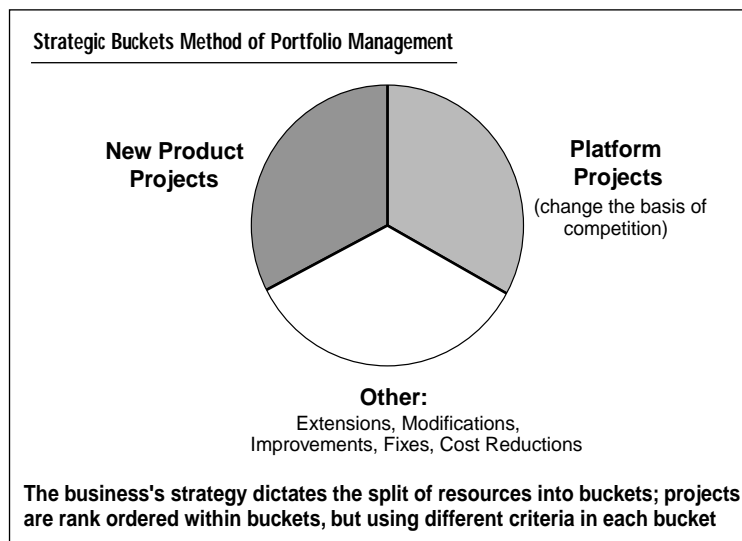 Strategic Buckets Method of Portfolio Management
New Product
Projects
Platform
Projects
(change the basis of
competition)
Other:
Extensions, Modifications,
Improvements, Fixes, Cost Reductions
The business's strategy dictates the split of resources into buckets; projects
are rank ordered within buckets, but using different criteria in each bucket